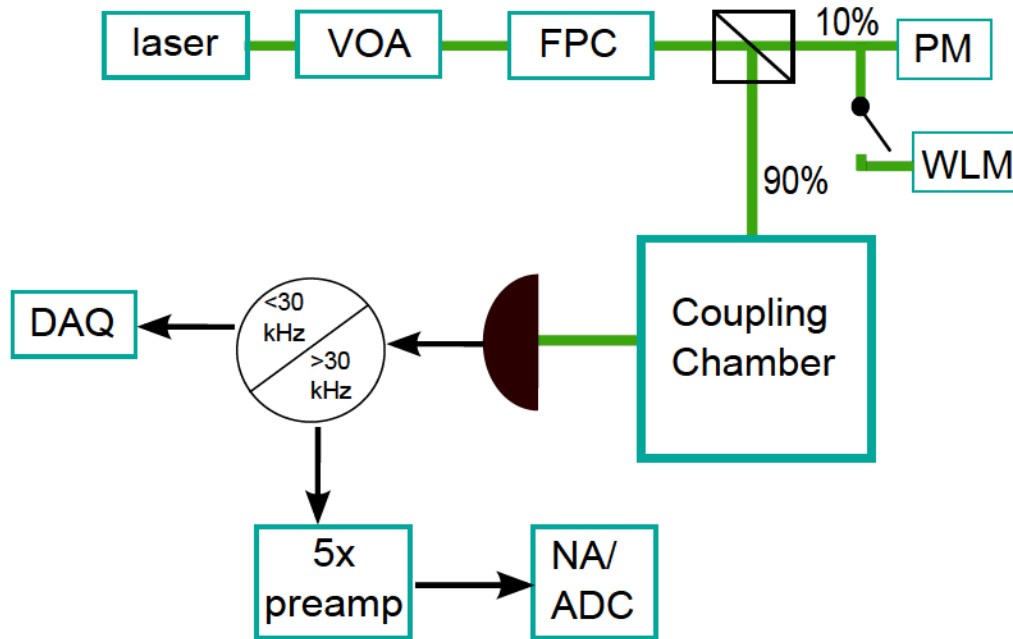 laser
VOA
FPC
10%
PM
WLM
90%
Coupling
Chamber
<30
kHz
>30
kHz
DAQ
5x
preamp
NA/
ADC